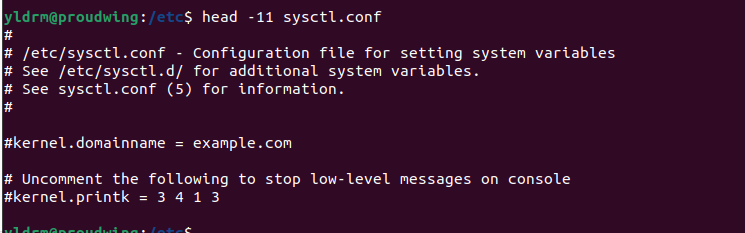 yldrm@proudwing:/etc$ head -11 sysctl.conf
#
# /etc/sysctl.conf - Configuration file for setting system variables
# See /etc/sysctl.d/ for additional system variables.
# See sysctl.conf (5) for information.
#
#kernel.domainname = example.com
# Uncomment the following to stop low-level messages on console
#kernel.printk = 3 4 1 3
yldrm@proudwing:/etc$